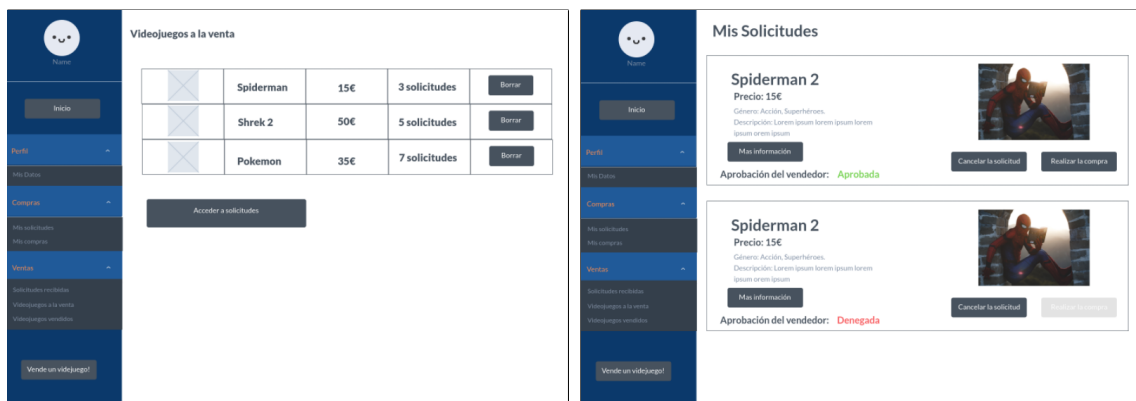 Name
Inicio
Perfil
Mis Datos
Compras
Mis solicitudes
Mis compras
Ventas
Solicitudes recibidas
Videojuegos a la venta
Videojuegos vendidos
Vende un videjuego!
Videojuegos a la venta
Spiderman 15€ 3 solicitudes Borrar
Shrek 2 50€ 5 solicitudes Borrar
Pokemon 35€ 7 solicitudes Borrar
Acceder a solicitudes
Name
Inicio
Perfil
Mis Datos
Compras
Mis solicitudes
Mis compras
Ventas
Solicitudes recibidas
Videojuegos a la venta
Videojuegos vendidos
Vende un videjuego!
Mis Solicitudes
Spiderman 2
Precio: 15€
Género: Acción, Superhéroes.
Descripción: Lorem ipsum lorem ipsum lorem
ipsum orem ipsum
Mas información
Cancelar la solicitud Realizar la compra
Aprobación del vendedor: Aprobada
Spiderman 2
Precio: 15€
Género: Acción, Superhéroes.
Descripción: Lorem ipsum lorem ipsum lorem
ipsum orem ipsum
Mas información
Cancelar la solicitud Realizar la compra
Aprobación del vendedor: Denegada